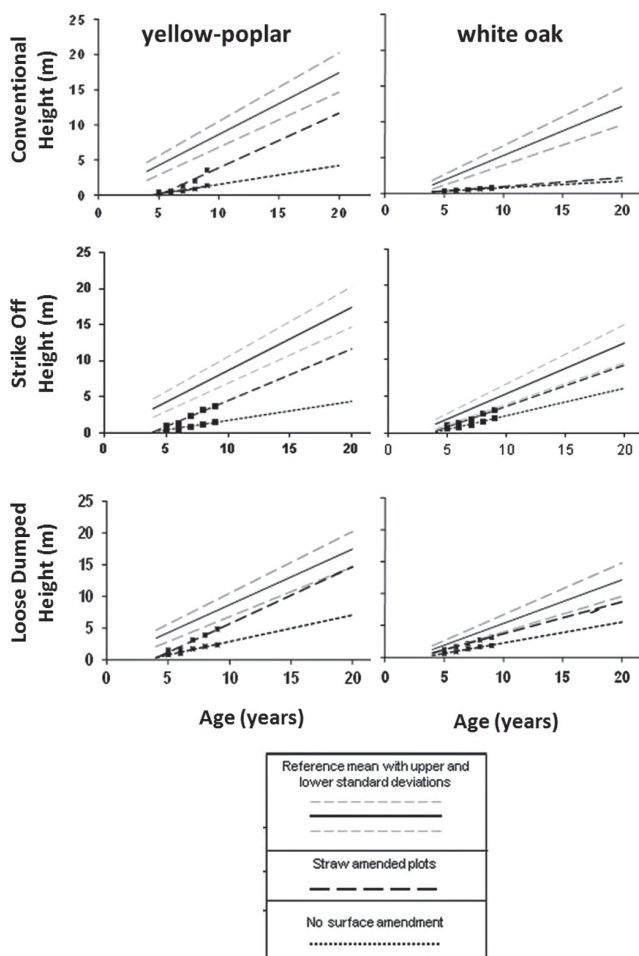 yellow-poplar
white oak
Conventional
Height (m)
25
20
15
10
5
0
0 5 10 15 20
0 5 10 15 20
Strike Off
Height (m)
25
20
15
10
5
0
0 5 10 15 20
0 5 10 15 20
Loose Dumped
Height (m)
25
20
15
10
5
0
0 5 10 15 20
0 5 10 15 20
Age (years)
Age (years)
Reference mean with upper and
lower standard deviations
Straw amended plots
No surface amendment